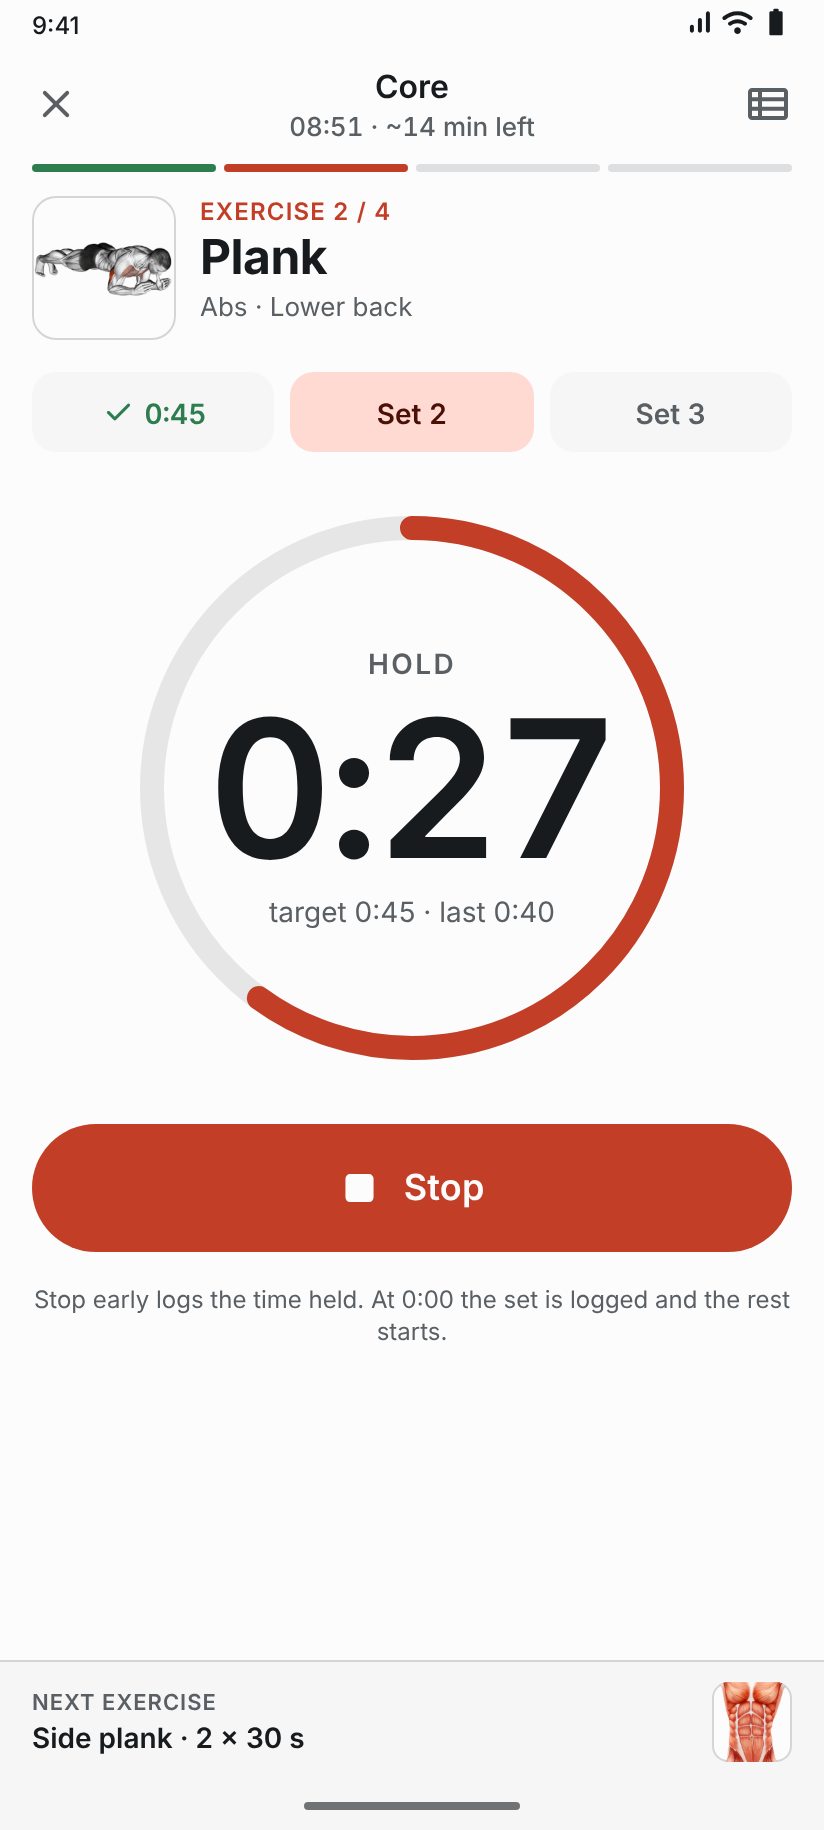 9:41
Core
08:51 · ~14 min left
EXERCISE 2 / 4
Plank
Abs · Lower back
0:45
Set 2
Set 3
HOLD
0:27
target 0:45 · last 0:40
Stop
Stop early logs the time held. At 0:00 the set is logged and the rest
starts.
NEXT EXERCISE
Side plank · 2 × 30 s